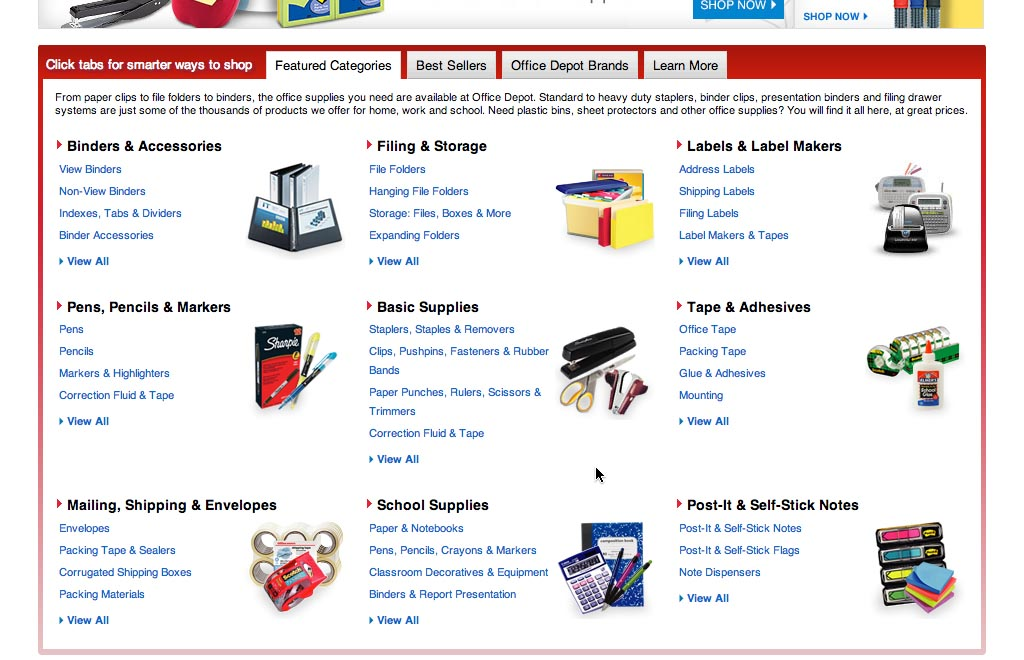 SHOP NOW
SHOP NOW
Click tabs for smarter ways to shop
Featured Categories
Best Sellers
Office Depot Brands
Learn More
From paper clips to file folders to binders, the office supplies you need are available at Office Depot. Standard to heavy duty staplers, binder clips, presentation binders and filing drawer
systems are just some of the thousands of products we offer for home, work and school. Need plastic bins, sheet protectors and other office supplies? You will find it all here, at great prices.
Binders & Accessories
View Binders
Non-View Binders
Indexes, Tabs & Dividers
Binder Accessories
View All
Filing & Storage
File Folders
Hanging File Folders
Storage: Files, Boxes & More
Expanding Folders
View All
Labels & Label Makers
Address Labels
Shipping Labels
Filing Labels
Label Makers & Tapes
View All
Pens, Pencils & Markers
Pens
Pencils
Markers & Highlighters
Correction Fluid & Tape
View All
Sharpie
Basic Supplies
Staplers, Staples & Removers
Clips, Pushpins, Fasteners & Rubber
Bands
Paper Punches, Rulers, Scissors &
Trimmers
Correction Fluid & Tape
View All
Tape & Adhesives
Office Tape
Packing Tape
Glue & Adhesives
Mounting
View All
ELMER'S
School
Glue
Mailing, Shipping & Envelopes
Envelopes
Packing Tape & Sealers
Corrugated Shipping Boxes
Packing Materials
View All
Scotch
School Supplies
Paper & Notebooks
Pens, Pencils, Crayons & Markers
Classroom Decoratives & Equipment
Binders & Report Presentation
View All
composition book
Post-It & Self-Stick Notes
Post-It & Self-Stick Notes
Post-It & Self-Stick Flags
Note Dispensers
View All